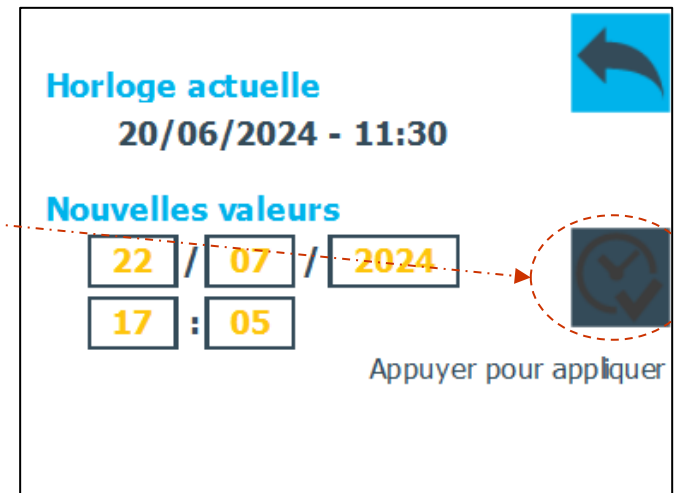 Horloge actuelle
20/06/2024 - 11:30
Nouvelles valeurs
22 / 07 / 2024
17 : 05
Appuyer pour appliquer